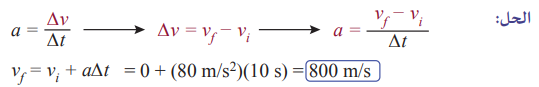 الحل:
a = Δv / Δt ⟶ Δv = v_f − v_i ⟶ a = (v_f − v_i) / Δt
v_f = v_i + aΔt = 0 + (80 m/s²)(10 s) = 800 m/s